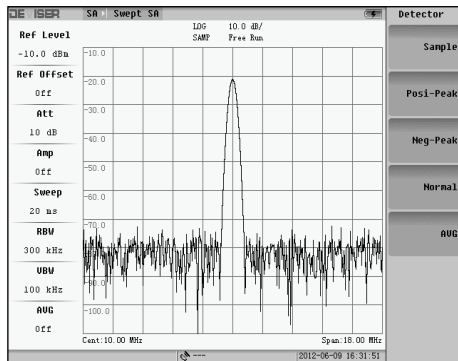 DEVISER SA Swept SA Detector
LOG 10.0 dB/
SAMP Free Run
Ref Level
-10.0 dBm
Ref Offset
Off
Att
10 dB
Amp
Off
Sweep
20 ms
RBW
300 kHz
VBW
100 kHz
AVG
Off
-10.0
-20.0
-30.0
-40.0
-50.0
-60.0
-70.0
-80.0
-90.0
-100.0
Cent:10.00 MHz Span:18.00 MHz
--- 2012-06-09 16:31:51
Sample
Posi-Peak
Neg-Peak
Normal
AVG